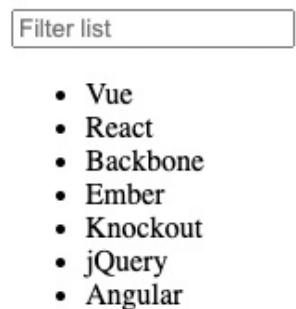 Filter list
Vue
React
Backbone
Ember
Knockout
jQuery
Angular